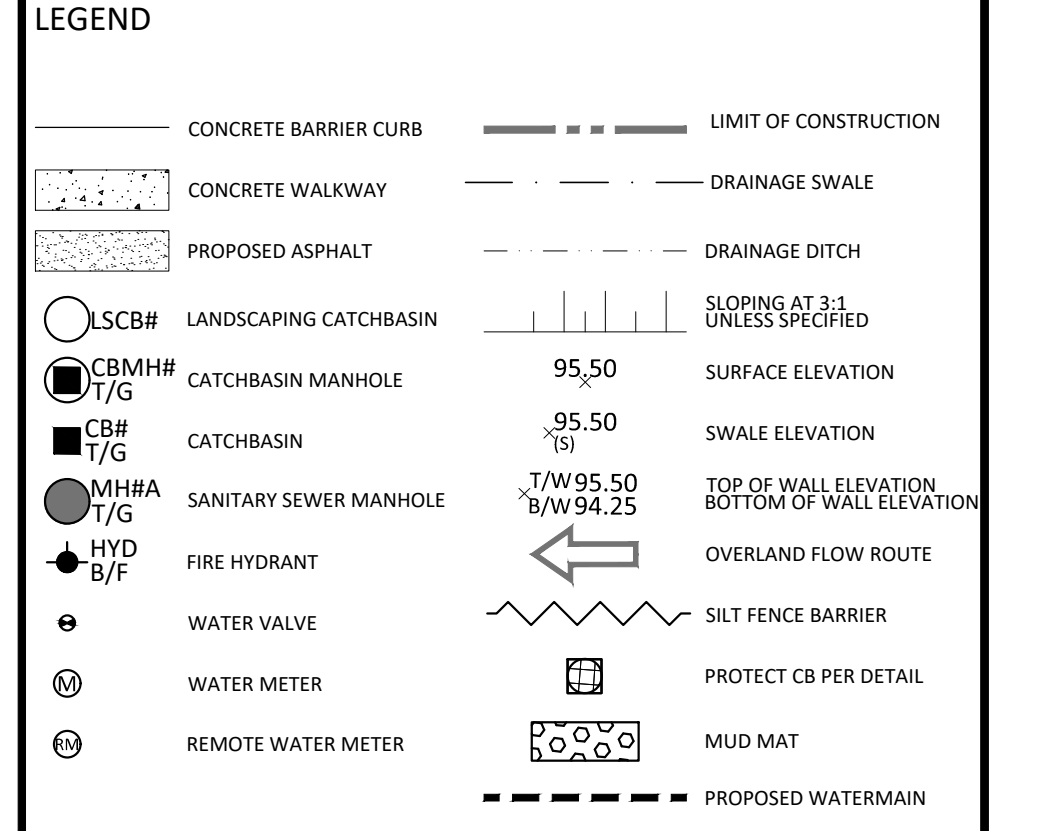 LEGEND
CONCRETE BARRIER CURB
CONCRETE WALKWAY
PROPOSED ASPHALT
LSCB# LANDSCAPING CATCHBASIN
CBMH#
T/G
CATCHBASIN MANHOLE
CB#
T/G
CATCHBASIN
MH#A
T/G
SANITARY SEWER MANHOLE
HYD
B/F
FIRE HYDRANT
WATER VALVE
M WATER METER
RM REMOTE WATER METER
LIMIT OF CONSTRUCTION
DRAINAGE SWALE
DRAINAGE DITCH
SLOPING AT 3:1
UNLESS SPECIFIED
95.50 SURFACE ELEVATION
95.50
(S)
SWALE ELEVATION
T/W 95.50
B/W 94.25
TOP OF WALL ELEVATION
BOTTOM OF WALL ELEVATION
OVERLAND FLOW ROUTE
SILT FENCE BARRIER
PROTECT CB PER DETAIL
MUD MAT
PROPOSED WATERMAIN